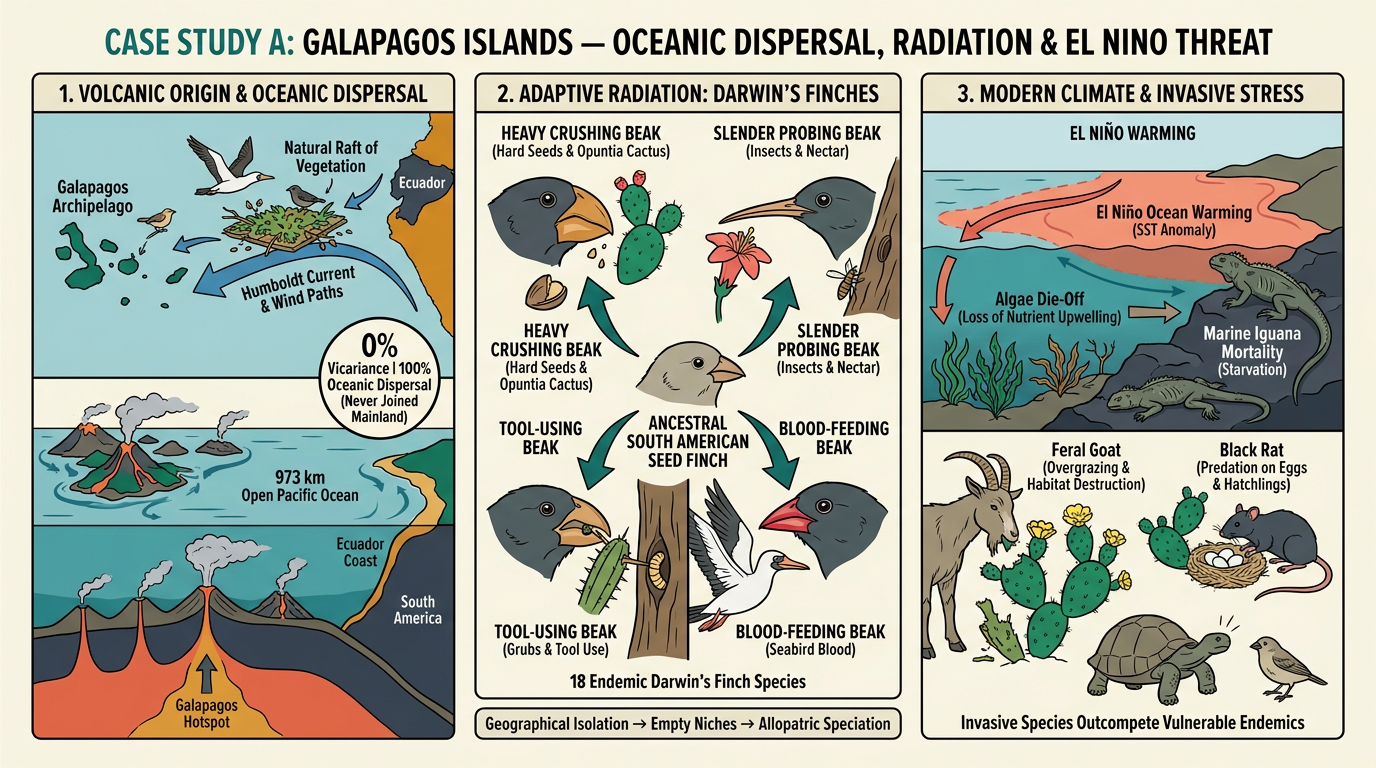 CASE STUDY A: GALAPAGOS ISLANDS — OCEANIC DISPERSAL, RADIATION & EL NINO THREAT
1. VOLCANIC ORIGIN & OCEANIC DISPERSAL
Natural Raft of
Vegetation
Ecuador
Galapagos
Archipelago
Humboldt Current
& Wind Paths
0%
Vicariance | 100%
Oceanic Dispersal
(Never Joined
Mainland)
973 km
Open Pacific Ocean
Ecuador
Coast
South
America
Galapagos
Hotspot
2. ADAPTIVE RADIATION: DARWIN'S FINCHES
HEAVY CRUSHING BEAK
(Hard Seeds & Opuntia Cactus)
SLENDER PROBING BEAK
(Insects & Nectar)
HEAVY
CRUSHING BEAK
(Hard Seeds &
Opuntia Cactus)
SLENDER
PROBING BEAK
(Insects & Nectar)
ANCESTRAL
SOUTH AMERICAN
SEED FINCH
TOOL-USING
BEAK
BLOOD-FEEDING
BEAK
TOOL-USING BEAK
(Grubs & Tool Use)
BLOOD-FEEDING BEAK
(Seabird Blood)
18 Endemic Darwin's Finch Species
Geographical Isolation → Empty Niches → Allopatric Speciation
3. MODERN CLIMATE & INVASIVE STRESS
EL NIÑO WARMING
El Niño Ocean Warming
(SST Anomaly)
Algae Die-Off
(Loss of Nutrient Upwelling)
Marine Iguana
Mortality
(Starvation)
Feral Goat
(Overgrazing &
Habitat Destruction)
Black Rat
(Predation on Eggs
& Hatchlings)
Invasive Species Outcompete Vulnerable Endemics